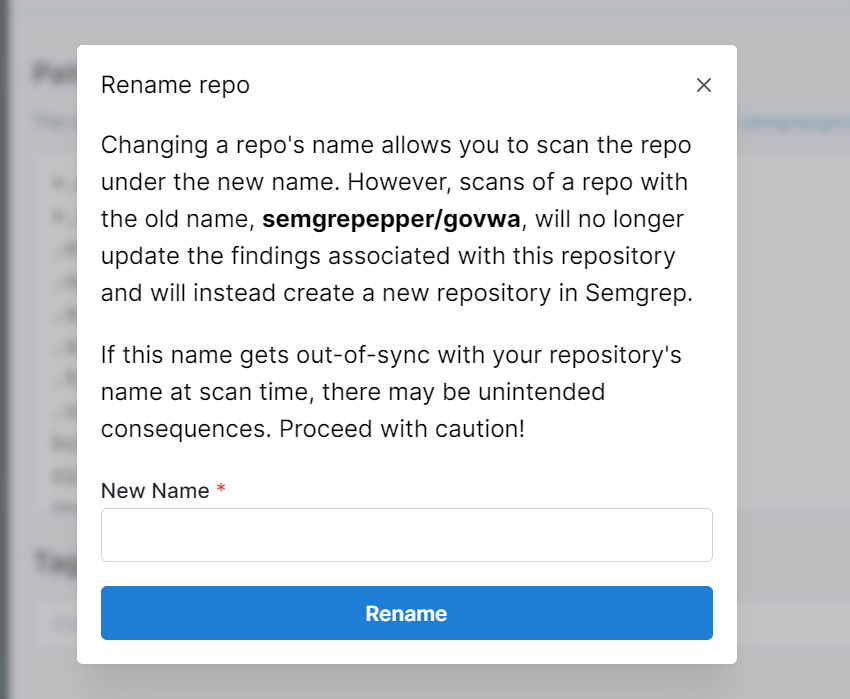 Rename repo
Changing a repo's name allows you to scan the repo
under the new name. However, scans of a repo with
the old name, semgrepepper/govwa, will no longer
update the findings associated with this repository
and will instead create a new repository in Semgrep.
If this name gets out-of-sync with your repository's
name at scan time, there may be unintended
consequences. Proceed with caution!
New Name *
Rename